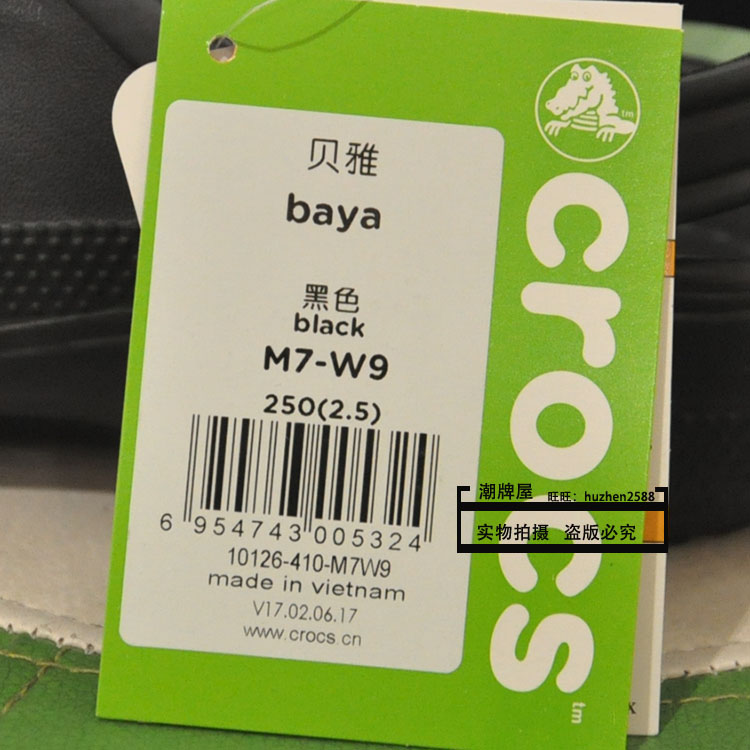 贝雅
baya
黑色
black
M7-W9
250(2.5)
6 954743 005324
10126-410-M7W9
made in vietnam
V17.02.06.17
www.crocs.cn
tm
crocs
tm
潮牌屋 旺旺：huzhen2588
实物拍摄 盗版必究
x